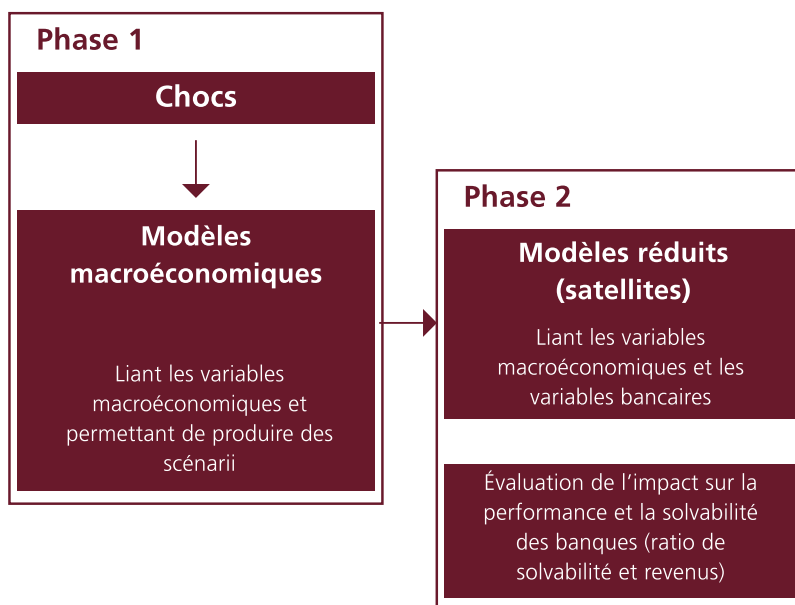 Phase 1
Chocs
Modèles
macroéconomiques
Liant les variables
macroéconomiques et
permettant de produire des
scénarii
Phase 2
Modèles réduits
(satellites)
Liant les variables
macroéconomiques et les
variables bancaires
Évaluation de l’impact sur la
performance et la solvabilité
des banques (ratio de
solvabilité et revenus)